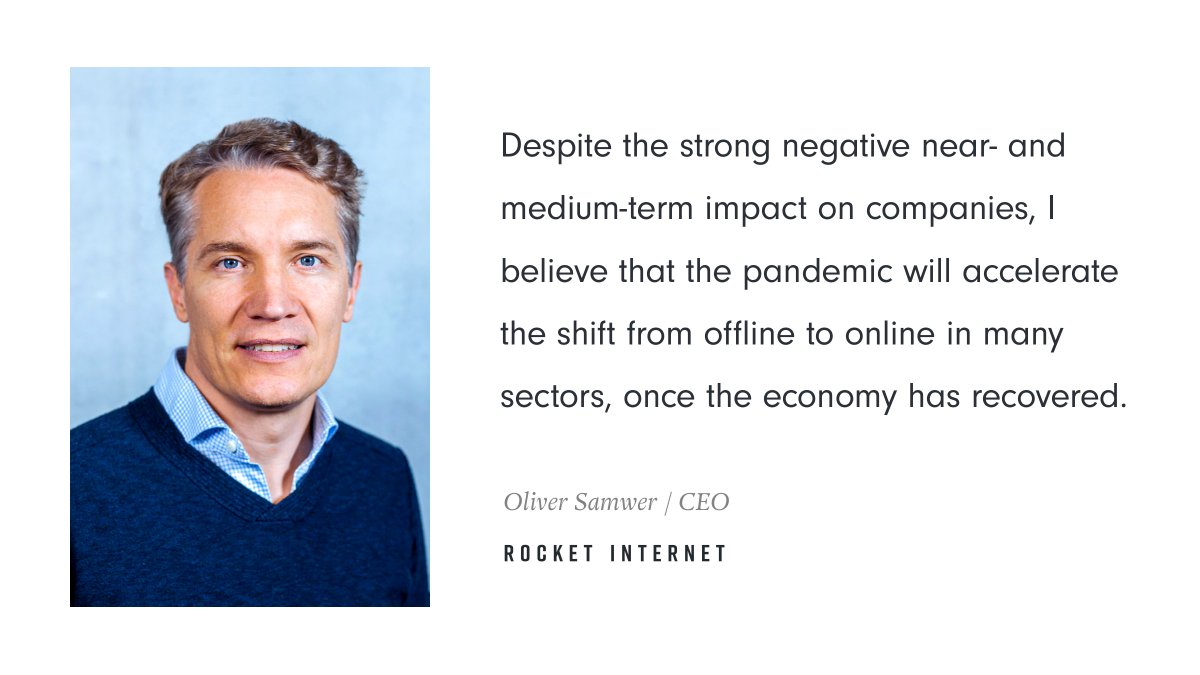 Despite the strong negative near- and
medium-term impact on companies, I
believe that the pandemic will accelerate
the shift from offline to online in many
sectors, once the economy has recovered.
Oliver Samwer / CEO
ROCKET INTERNET